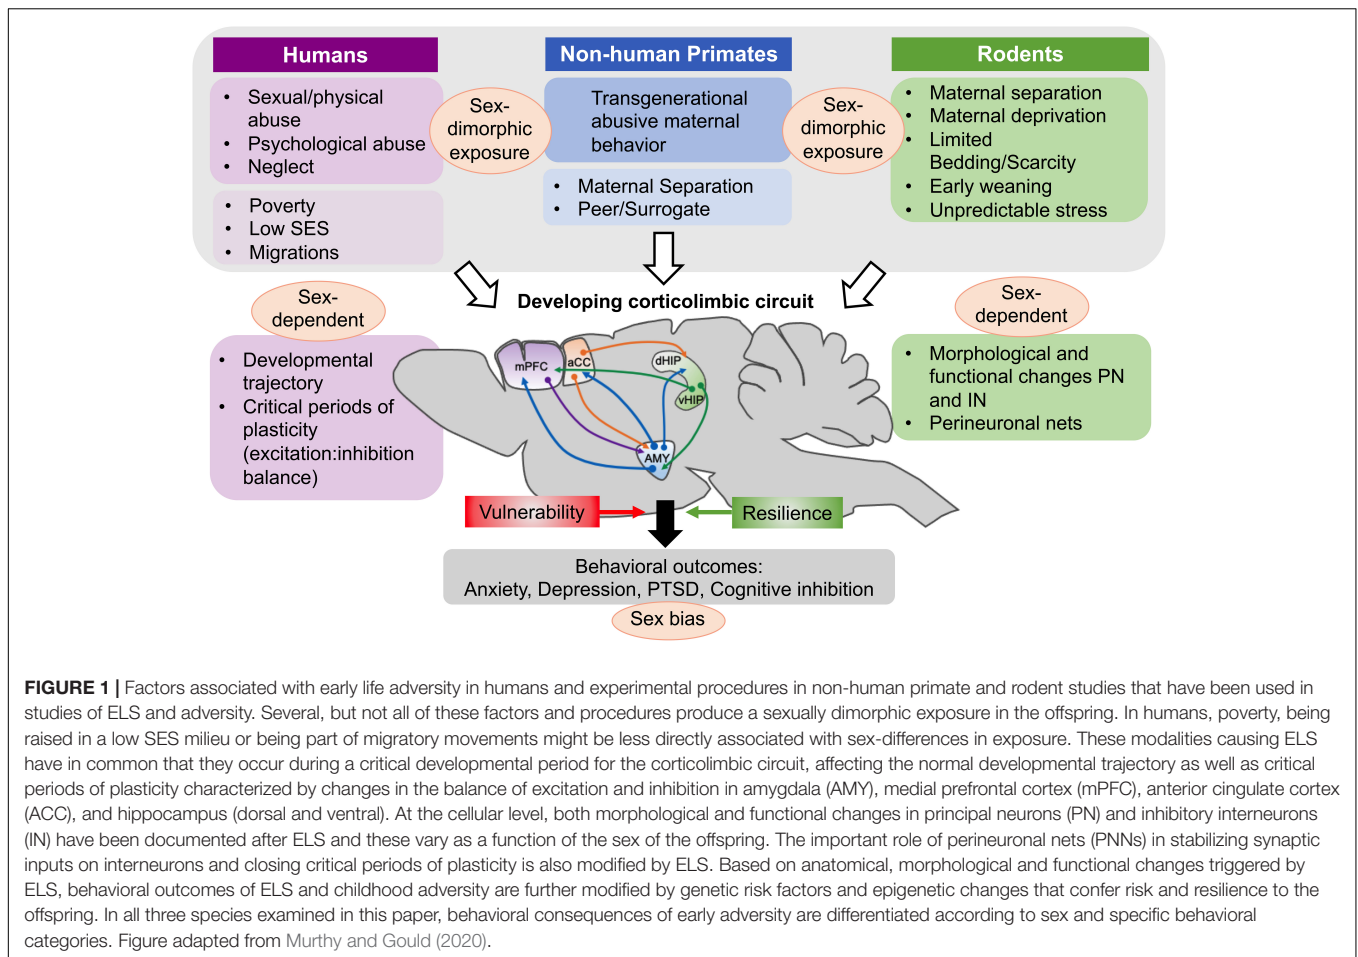 Humans
Non-human Primates
Rodents
• Sexual/physical
abuse
• Psychological abuse
• Neglect
Sex-
dimorphic
exposure
Transgenerational
abusive maternal
behavior
Sex-
dimorphic
exposure
• Maternal separation
• Maternal deprivation
• Limited
Bedding/Scarcity
• Early weaning
• Unpredictable stress
• Poverty
• Low SES
• Migrations
• Maternal Separation
• Peer/Surrogate
Developing corticolimbic circuit
Sex-
dependent
Sex-
dependent
• Developmental
trajectory
• Critical periods of
plasticity
(excitation:inhibition
balance)
mPFC
aCC
dHIP
vHIP
AMY
• Morphological and
functional changes PN
and IN
• Perineuronal nets
Vulnerability
Resilience
Behavioral outcomes:
Anxiety, Depression, PTSD, Cognitive inhibition
Sex bias
FIGURE 1 | Factors associated with early life adversity in humans and experimental procedures in non-human primate and rodent studies that have been used in
studies of ELS and adversity. Several, but not all of these factors and procedures produce a sexually dimorphic exposure in the offspring. In humans, poverty, being
raised in a low SES milieu or being part of migratory movements might be less directly associated with sex-differences in exposure. These modalities causing ELS
have in common that they occur during a critical developmental period for the corticolimbic circuit, affecting the normal developmental trajectory as well as critical
periods of plasticity characterized by changes in the balance of excitation and inhibition in amygdala (AMY), medial prefrontal cortex (mPFC), anterior cingulate cortex
(ACC), and hippocampus (dorsal and ventral). At the cellular level, both morphological and functional changes in principal neurons (PN) and inhibitory interneurons
(IN) have been documented after ELS and these vary as a function of the sex of the offspring. The important role of perineuronal nets (PNNs) in stabilizing synaptic
inputs on interneurons and closing critical periods of plasticity is also modified by ELS. Based on anatomical, morphological and functional changes triggered by
ELS, behavioral outcomes of ELS and childhood adversity are further modified by genetic risk factors and epigenetic changes that confer risk and resilience to the
offspring. In all three species examined in this paper, behavioral consequences of early adversity are differentiated according to sex and specific behavioral
categories. Figure adapted from Murthy and Gould (2020).